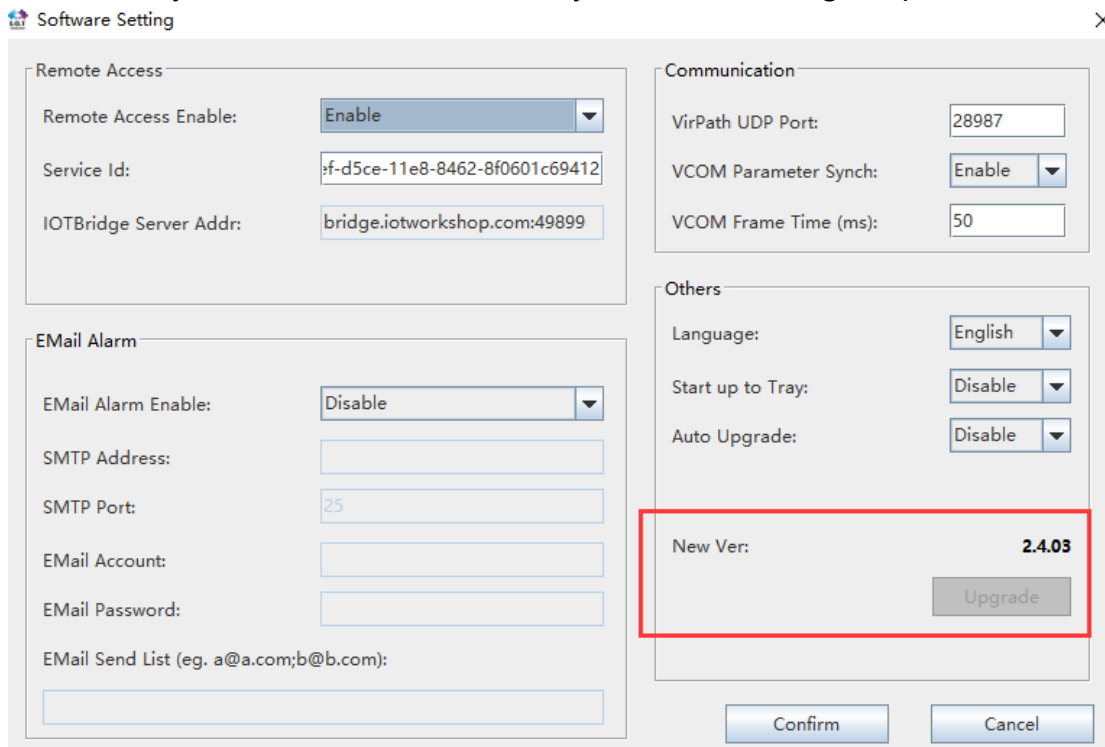 Software Setting
Remote Access
Remote Access Enable: Enable
Service Id: ef-d5ce-11e8-8462-8f0601c69412
IOTBridge Server Addr: bridge.iotworkshop.com:49899
EMail Alarm
EMail Alarm Enable: Disable
SMTP Address:
SMTP Port: 25
EMail Account:
EMail Password:
EMail Send List (eg. a@a.com;b@b.com):
Communication
VirPath UDP Port: 28987
VCOM Parameter Synch: Enable
VCOM Frame Time (ms): 50
Others
Language: English
Start up to Tray: Disable
Auto Upgrade: Disable
New Ver: 2.4.03
Upgrade
Confirm Cancel